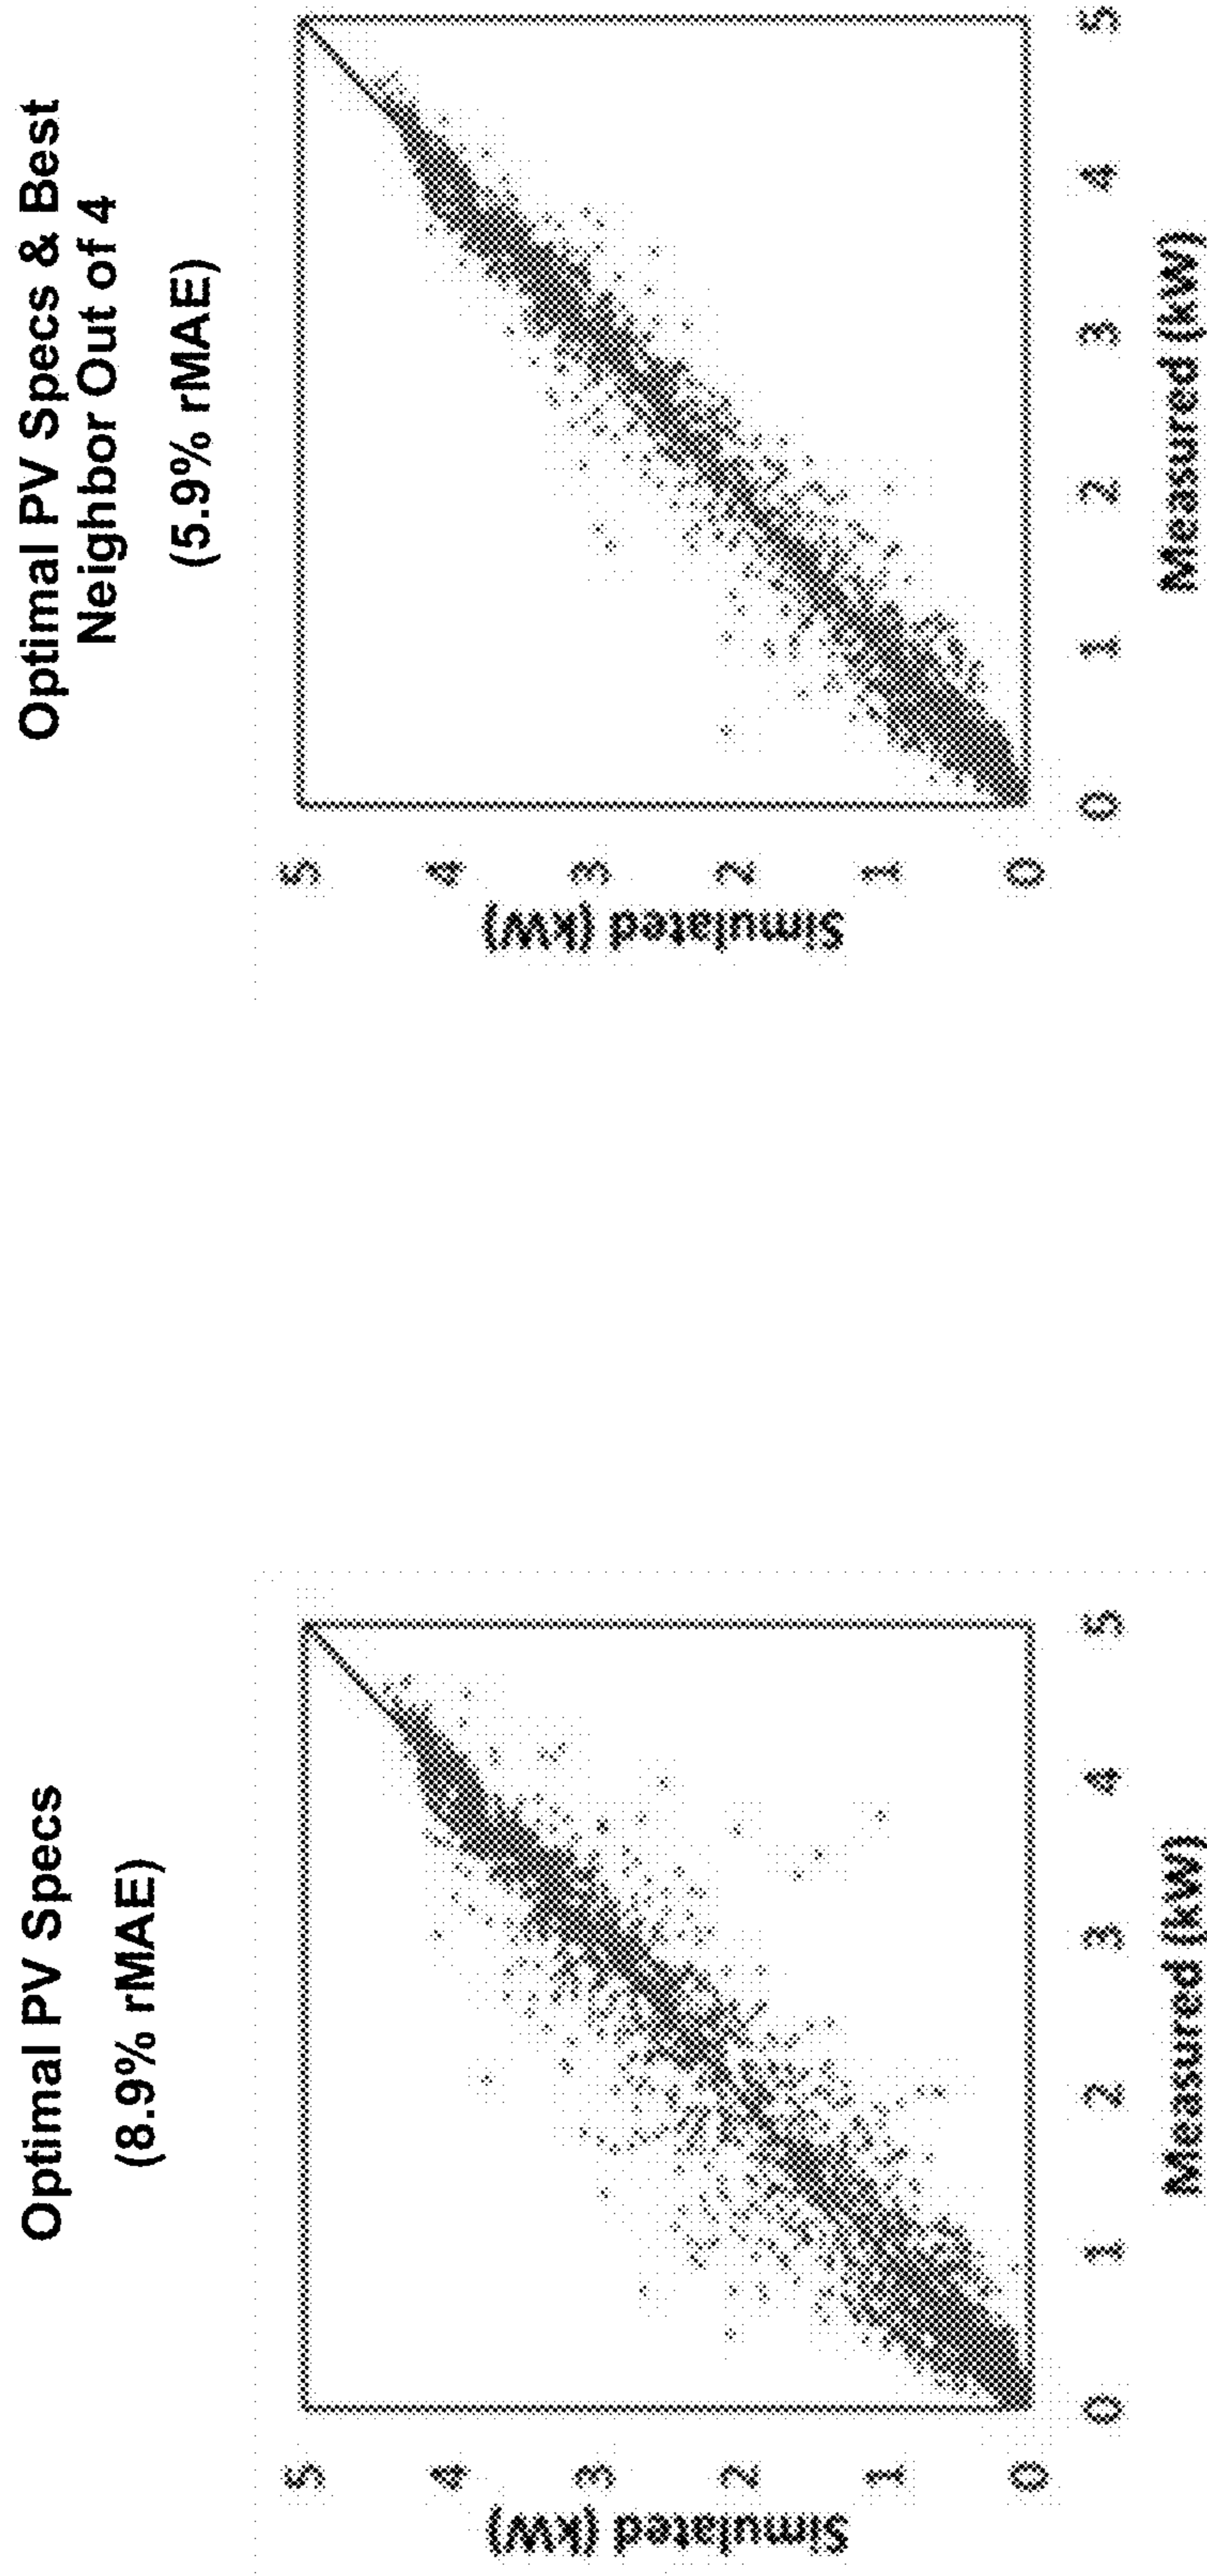 Optimal PV Specs
(8.9% rMAE)
Simulated (kW)
5
4
3
2
1
0
0 1 2 3 4 5
Measured (kW)
Optimal PV Specs & Best
Neighbor Out of 4
(5.9% rMAE)
Simulated (kW)
5
4
3
2
1
0
0 1 2 3 4 5
Measured (kW)